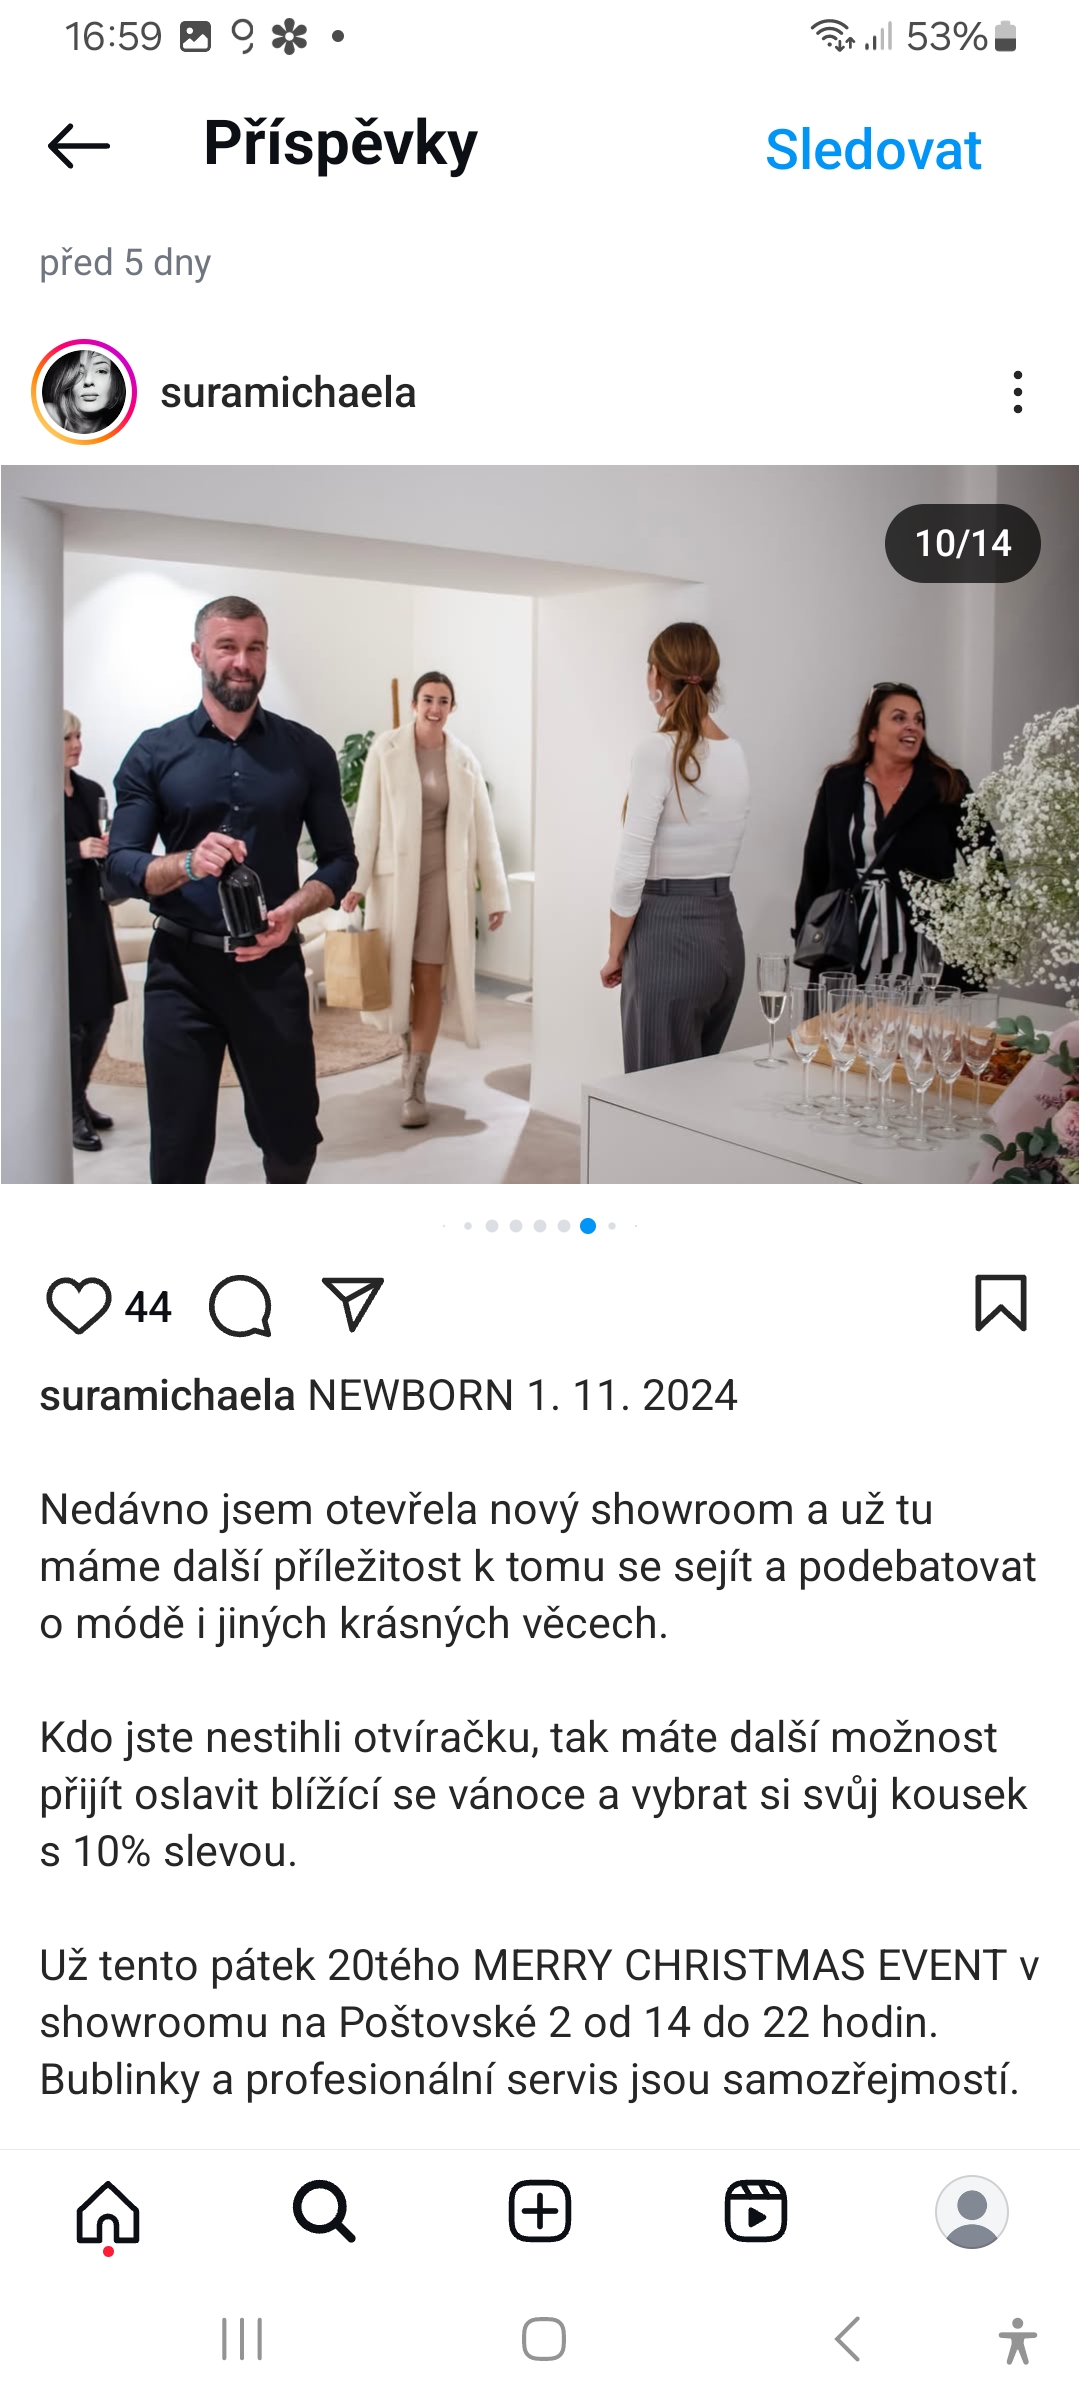 16:59
53%
Příspěvky
Sledovat
před 5 dny
suramichaela
10/14
44
suramichaela NEWBORN 1. 11. 2024
Nedávno jsem otevřela nový showroom a už tu
máme další příležitost k tomu se sejít a podebatovat
o módě i jiných krásných věcech.
Kdo jste nestihli otvíračku, tak máte další možnost
přijít oslavit blížící se vánoce a vybrat si svůj kousek
s 10% slevou.
Už tento pátek 20tého MERRY CHRISTMAS EVENT v
showroomu na Poštovské 2 od 14 do 22 hodin.
Bublinky a profesionální servis jsou samozřejmostí.